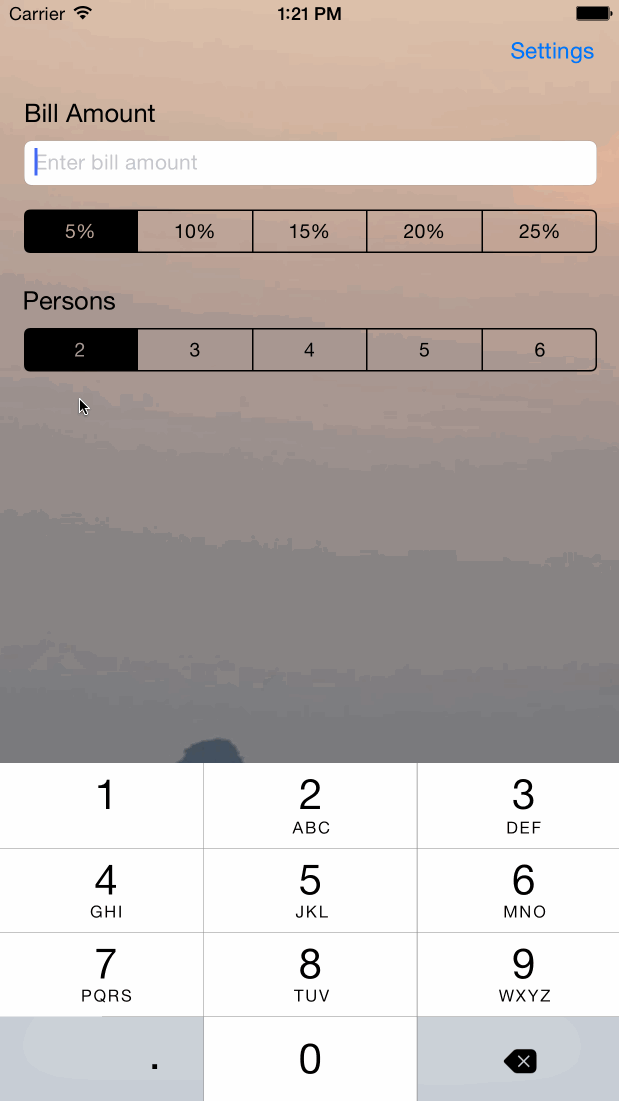 Carrier 1:21 PM
Settings
Bill Amount
Enter bill amount
5% 10% 15% 20% 25%
Persons
2 3 4 5 6
1 2 3
ABC DEF
4 5 6
GHI JKL MNO
7 8 9
PQRS TUV WXYZ
. 0